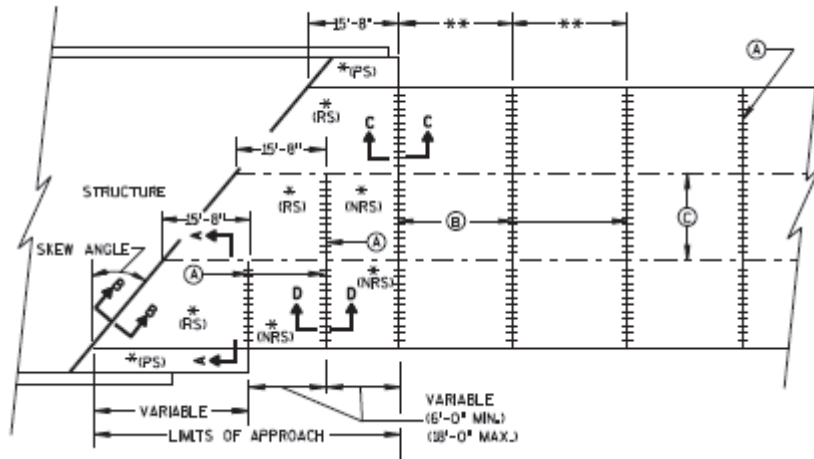 15'-8"
**
**
*(PS)
A
*
(RS)
C
C
15'-8"
STRUCTURE
*
(RS)
*
(NRS)
B
C
15'-8"
A
A
SKEW ANGLE
A
*
(NRS)
B
B
D
D
*
(RS)
*
(NRS)
A
*(PS)
VARIABLE
VARIABLE
(6'-0" MIN.)
(18'-0" MAX.)
LIMITS OF APPROACH